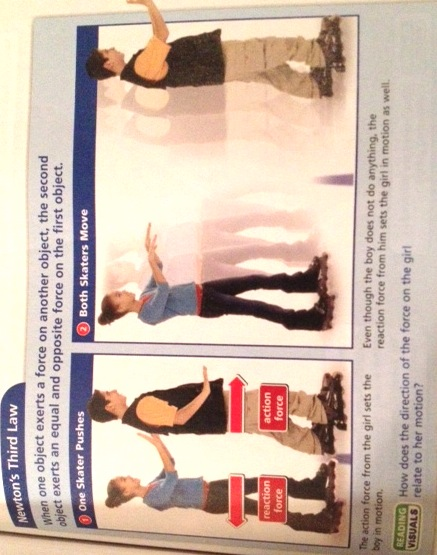 Newton's Third Law
When one object exerts a force on another object, the second
object exerts an equal and opposite force on the first object.
1 One Skater Pushes
reaction
force
action
force
The action force from the girl sets the
boy in motion.
2 Both Skaters Move
Even though the boy does not do anything, the
reaction force from him sets the girl in motion as well.
READING
VISUALS
How does the direction of the force on the girl
relate to her motion?